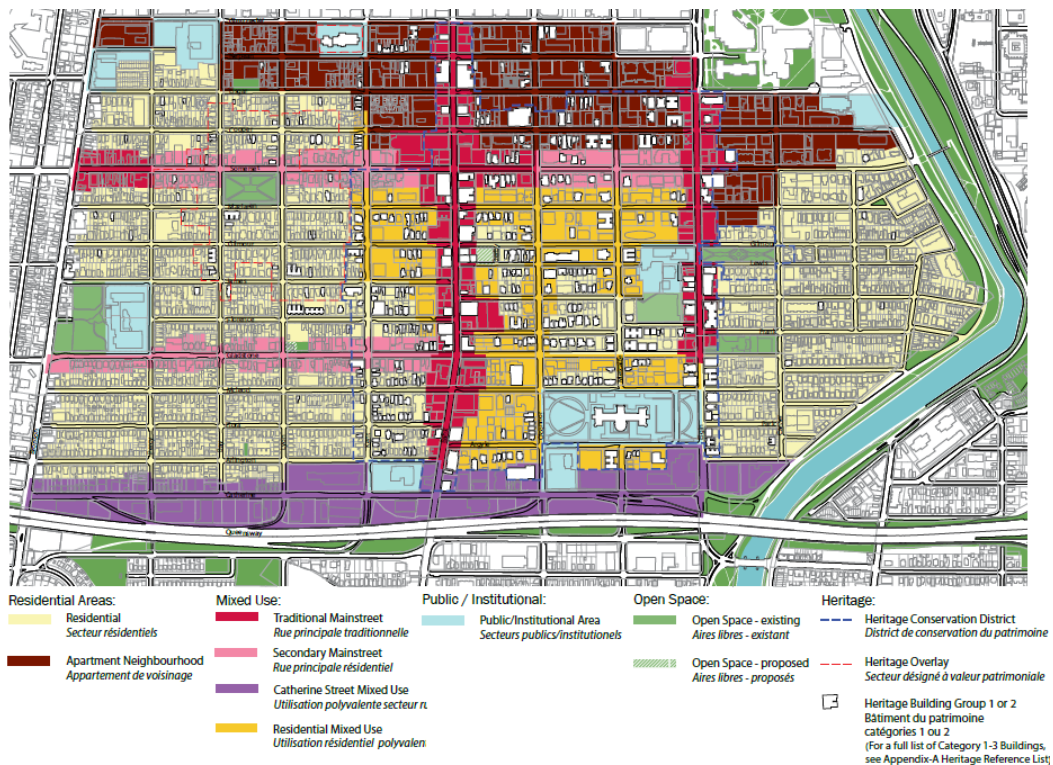 Somerset
Gladstone
Argyle
Catherine
Queensway
Residential Areas:
Residential
Secteur résidentiels
Apartment Neighbourhood
Appartement de voisinage
Mixed Use:
Traditional Mainstreet
Rue principale traditionnelle
Secondary Mainstreet
Rue principale résidentiel
Catherine Street Mixed Use
Utilisation polyvalente secteur ru
Residential Mixed Use
Utilisation résidentiel polyvalen
Public / Institutional:
Public/Institutional Area
Secteurs publics/institutionels
Open Space:
Open Space - existing
Aires libres - existant
Open Space - proposed
Aires libres - proposés
Heritage:
Heritage Conservation District
District de conservation du patrimoine
Heritage Overlay
Secteur désigné à valeur patrimoniale
Heritage Building Group 1 or 2
Bâtiment du patrimoine
catégories 1 ou 2
(For a full list of Category 1-3 Buildings,
see Appendix-A Heritage Reference List)